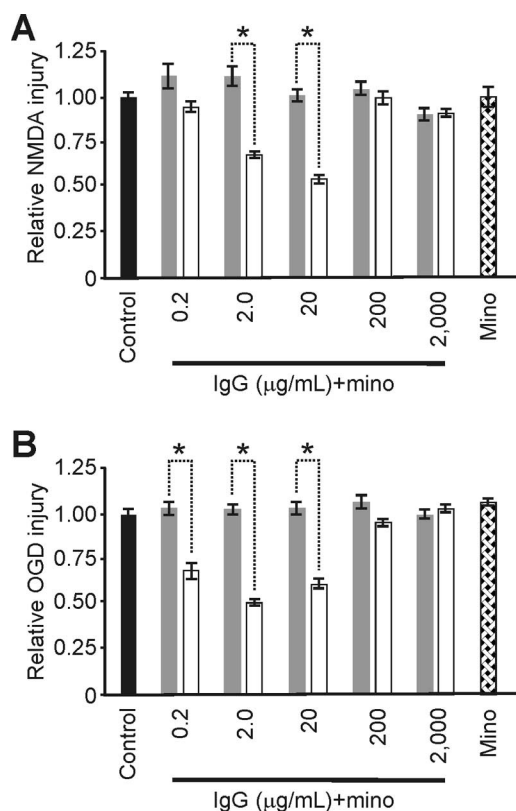 A
Relative NMDA injury
1.25
1.00
0.75
0.50
0.25
0
* *
Control 0.2 2.0 20 200 2,000 Mino
IgG (μg/mL)+mino
B
Relative OGD injury
1.25
1.00
0.75
0.50
0.25
0
* * *
Control 0.2 2.0 20 200 2,000 Mino
IgG (μg/mL)+mino